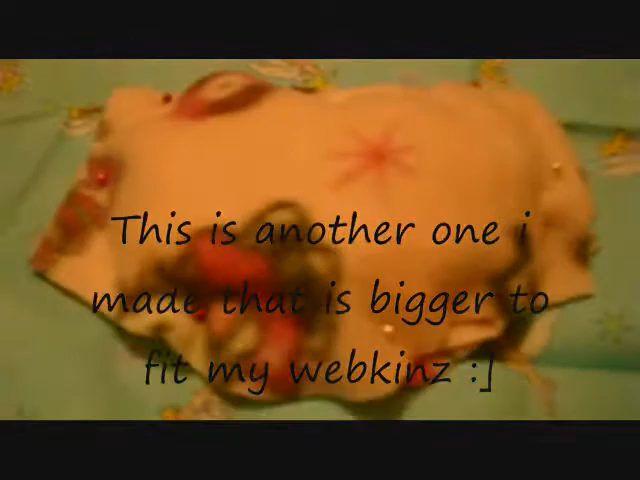 This is another one i
made that is bigger to
fit my webkinz :]